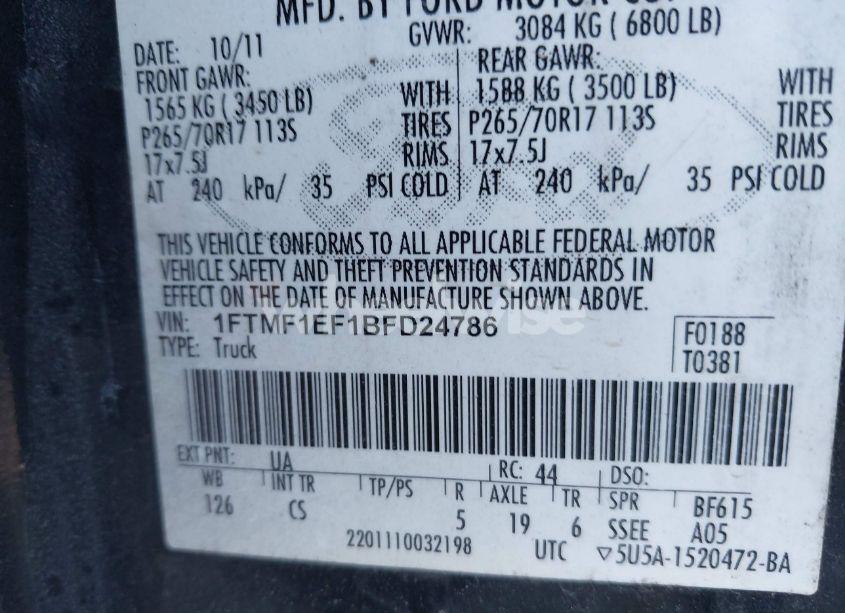 MFD. BY FORD MOTOR CO.
DATE: 10/11 GVWR: 3084 KG ( 6800 LB)
FRONT GAWR: REAR GAWR:
1565 KG ( 3450 LB) WITH 1588 KG ( 3500 LB) WITH
P265/70R17 113S TIRES P265/70R17 113S TIRES
17x7.5J RIMS 17x7.5J RIMS
AT 240 kPa/ 35 PSI COLD AT 240 kPa/ 35 PSI COLD
THIS VEHICLE CONFORMS TO ALL APPLICABLE FEDERAL MOTOR
VEHICLE SAFETY AND THEFT PREVENTION STANDARDS IN
EFFECT ON THE DATE OF MANUFACTURE SHOWN ABOVE.
VIN: 1FTMF1EF1BFD24786 F0188
TYPE: Truck T0381
EXT PNT: UA RC: 44 DSO:
WB INT TR TP/PS R AXLE TR SPR BF615
126 CS 5 19 6 SSEE A05
2201110032198 UTC ▽5U5A-1520472-BA